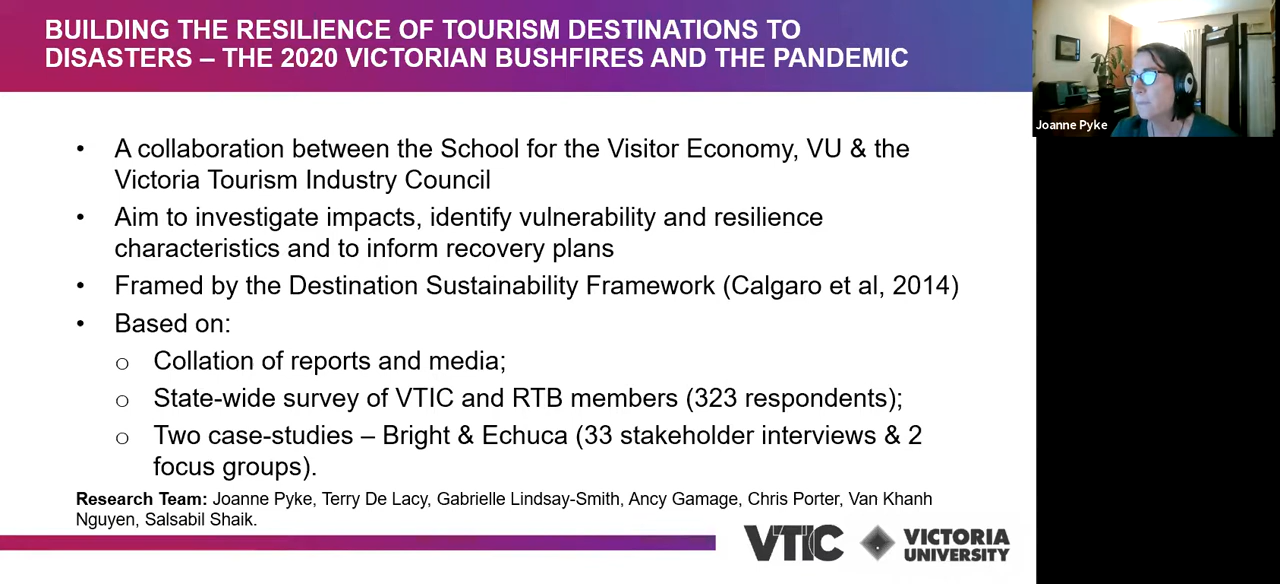 BUILDING THE RESILIENCE OF TOURISM DESTINATIONS TO
DISASTERS – THE 2020 VICTORIAN BUSHFIRES AND THE PANDEMIC
Joanne Pyke
• A collaboration between the School for the Visitor Economy, VU & the
Victoria Tourism Industry Council
• Aim to investigate impacts, identify vulnerability and resilience
characteristics and to inform recovery plans
• Framed by the Destination Sustainability Framework (Calgaro et al, 2014)
• Based on:
o Collation of reports and media;
o State-wide survey of VTIC and RTB members (323 respondents);
o Two case-studies – Bright & Echuca (33 stakeholder interviews & 2
focus groups).
Research Team: Joanne Pyke, Terry De Lacy, Gabrielle Lindsay-Smith, Ancy Gamage, Chris Porter, Van Khanh
Nguyen, Salsabil Shaik.
VTIC
VICTORIA
UNIVERSITY